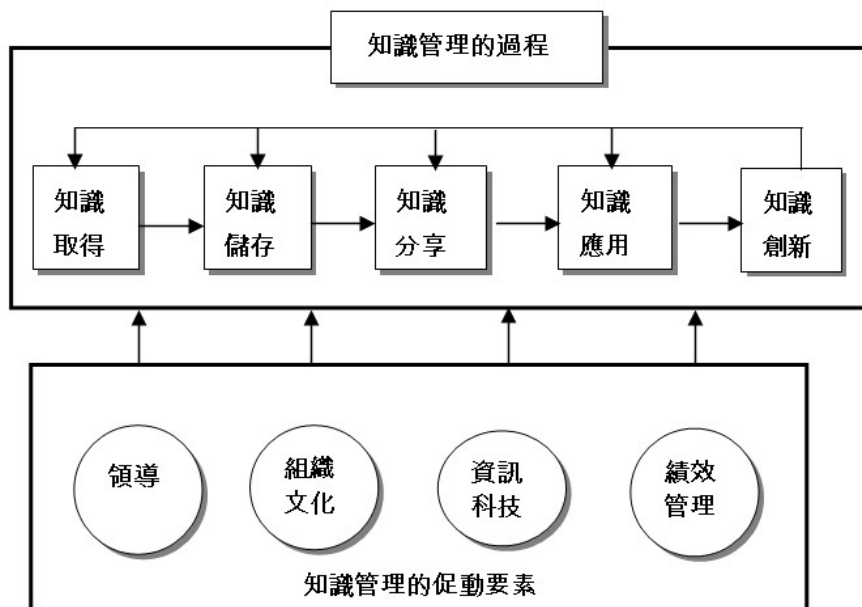 知識管理的過程
知識
取得
知識
儲存
知識
分享
知識
應用
知識
創新
領導
組織
文化
資訊
科技
績效
管理
知識管理的促動要素